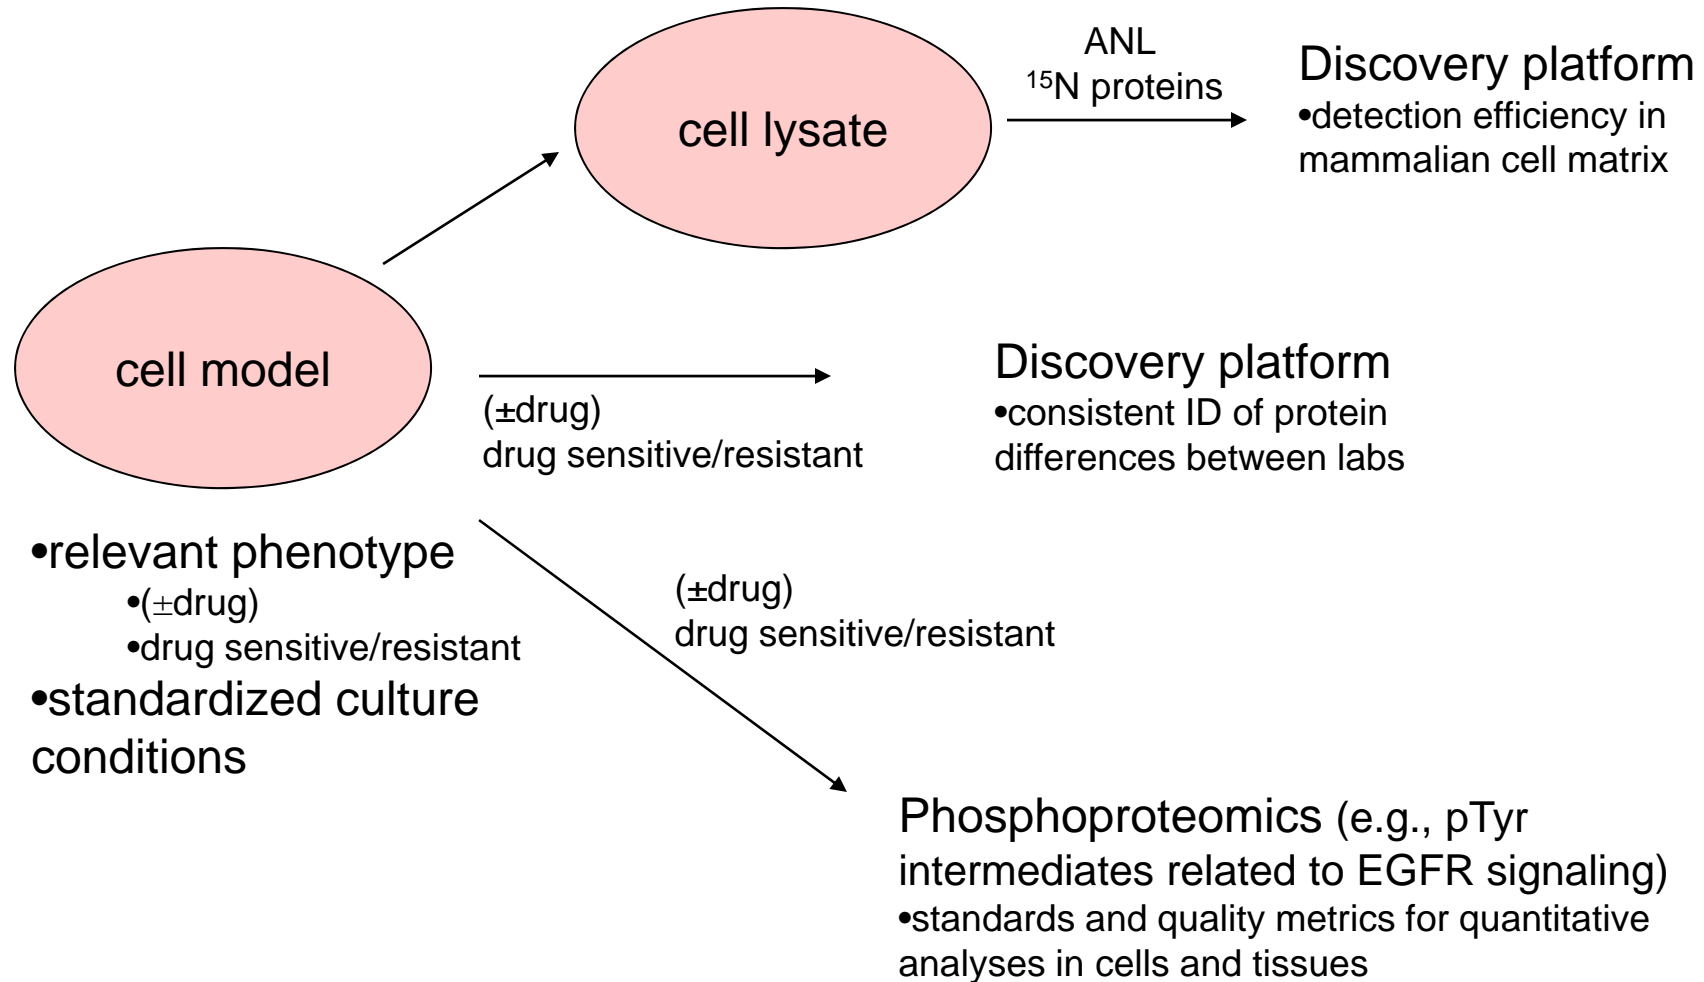 ANL
¹⁵N proteins
cell lysate
Discovery platform
•detection efficiency in
mammalian cell matrix
cell model
(±drug)
drug sensitive/resistant
Discovery platform
•consistent ID of protein
differences between labs
•relevant phenotype
•(±drug)
•drug sensitive/resistant
•standardized culture
conditions
(±drug)
drug sensitive/resistant
Phosphoproteomics (e.g., pTyr
intermediates related to EGFR signaling)
•standards and quality metrics for quantitative
analyses in cells and tissues